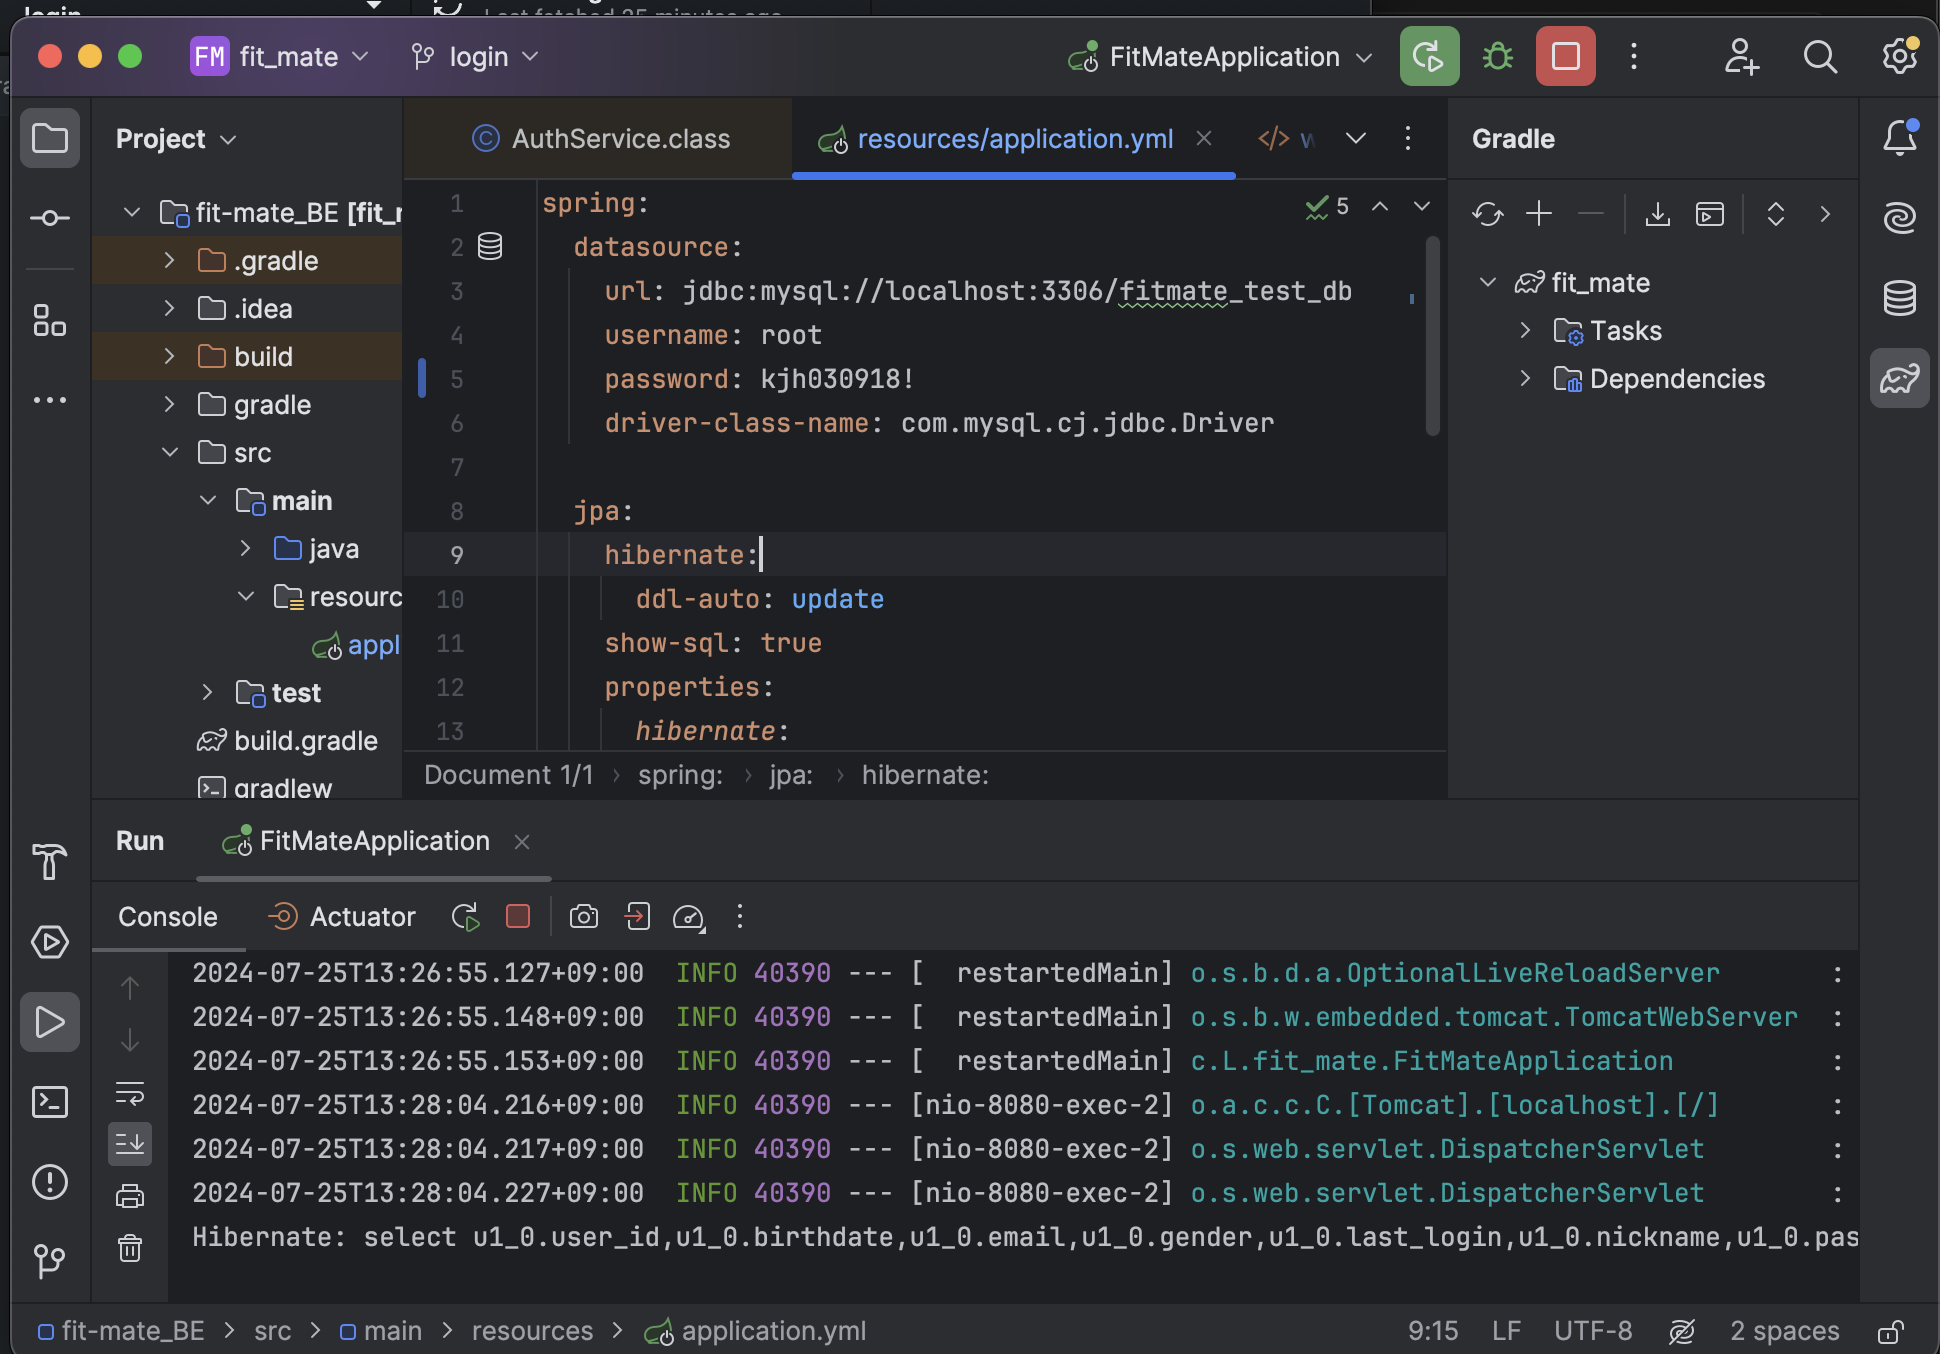 login
Last fetched 25 minutes ago
FM fit_mate
login
FitMateApplication
Project
AuthService.class
resources/application.yml
Gradle
fit-mate_BE [fit_
.gradle
.idea
build
gradle
src
main
java
resourc
appl
test
build.gradle
gradlew
5
1 spring:
2 datasource:
3 url: jdbc:mysql://localhost:3306/fitmate_test_db
4 username: root
5 password: kjh030918!
6 driver-class-name: com.mysql.cj.jdbc.Driver
7
8 jpa:
9 hibernate:
10 ddl-auto: update
11 show-sql: true
12 properties:
13 hibernate:
Document 1/1 › spring: › jpa: › hibernate:
fit_mate
Tasks
Dependencies
Run
FitMateApplication
Console
Actuator
2024-07-25T13:26:55.127+09:00 INFO 40390 --- [ restartedMain] o.s.b.d.a.OptionalLiveReloadServer :
2024-07-25T13:26:55.148+09:00 INFO 40390 --- [ restartedMain] o.s.b.w.embedded.tomcat.TomcatWebServer :
2024-07-25T13:26:55.153+09:00 INFO 40390 --- [ restartedMain] c.L.fit_mate.FitMateApplication :
2024-07-25T13:28:04.216+09:00 INFO 40390 --- [nio-8080-exec-2] o.a.c.c.C.[Tomcat].[localhost].[/] :
2024-07-25T13:28:04.217+09:00 INFO 40390 --- [nio-8080-exec-2] o.s.web.servlet.DispatcherServlet :
2024-07-25T13:28:04.227+09:00 INFO 40390 --- [nio-8080-exec-2] o.s.web.servlet.DispatcherServlet :
Hibernate: select u1_0.user_id,u1_0.birthdate,u1_0.email,u1_0.gender,u1_0.last_login,u1_0.nickname,u1_0.pas
fit-mate_BE › src › main › resources › application.yml
9:15 LF UTF-8 2 spaces